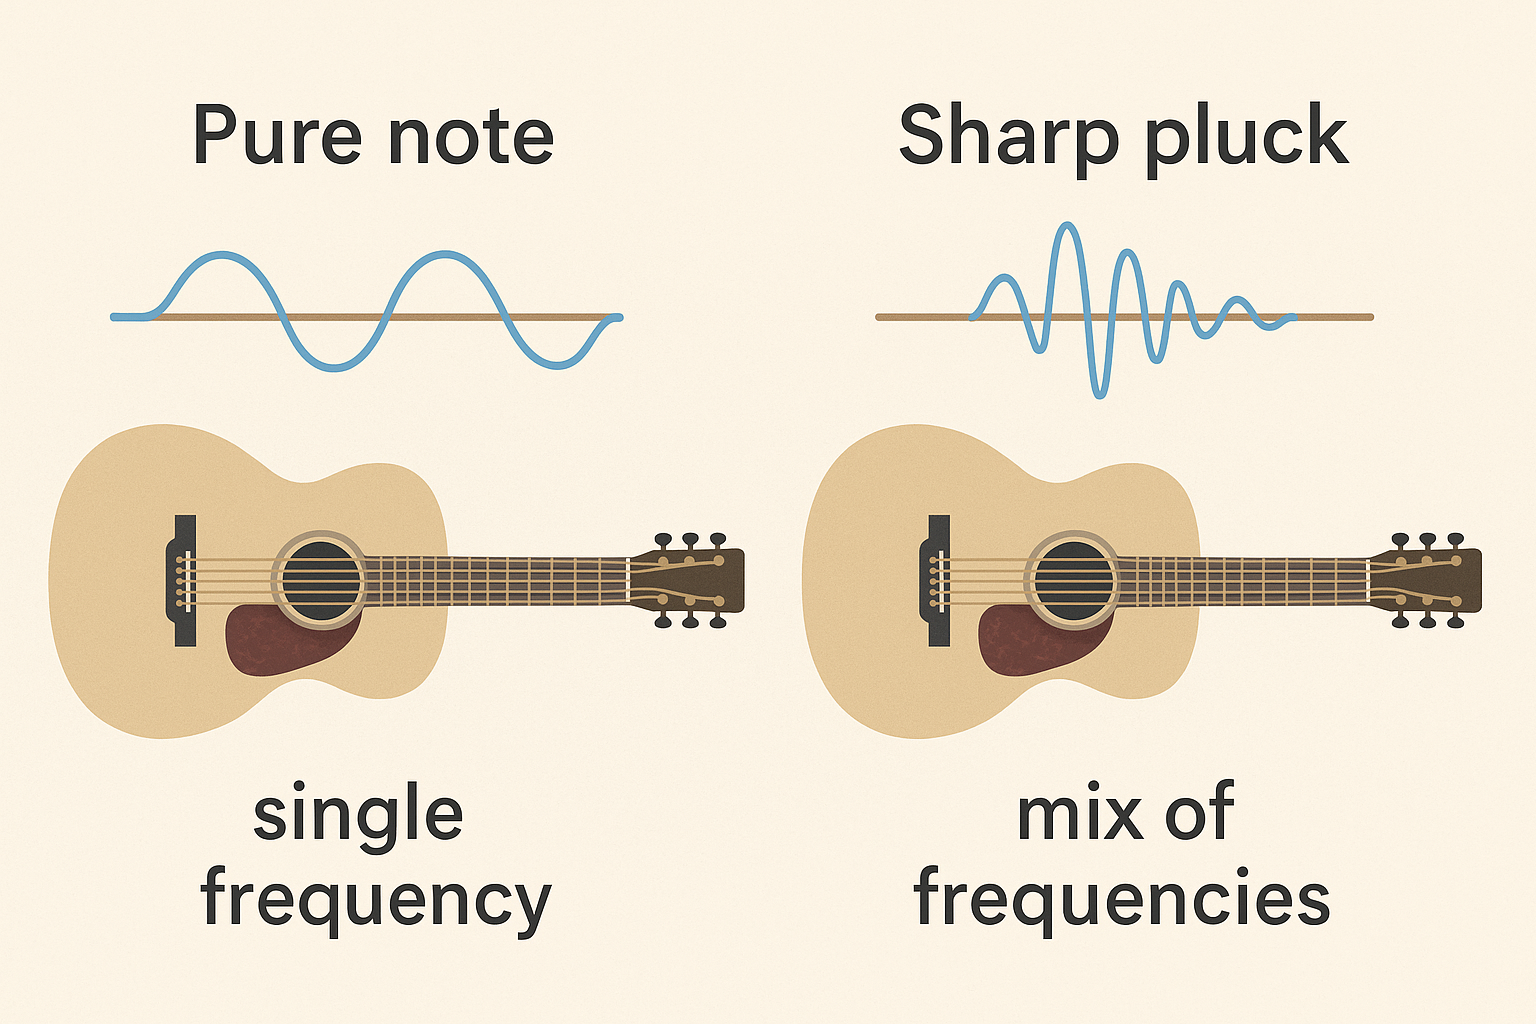 Pure note
Sharp pluck
single
frequency
mix of
frequencies